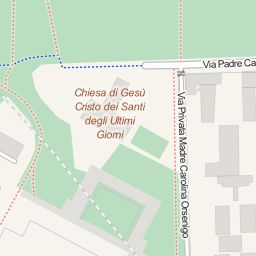 Via Padre Ca
Chiesa di Gesù
Cristo dei Santi
degli Ultimi
Giorni
Via Privata Madre Carolina Orsenigo